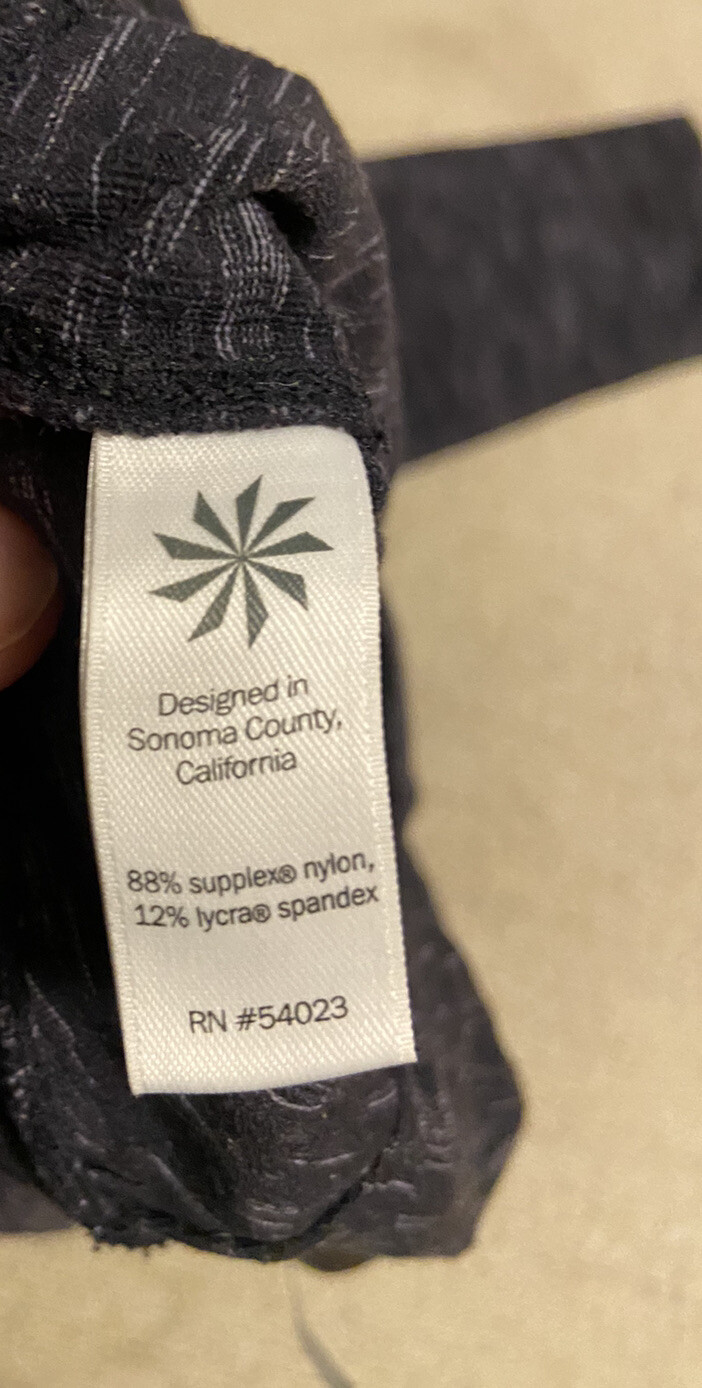 Designed in
Sonoma County,
California
88% supplex® nylon,
12% lycra® spandex
RN #54023